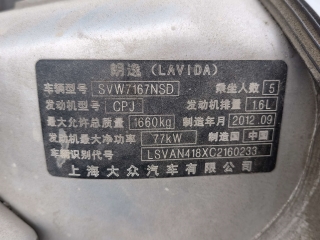 朗逸 (LAVIDA)
车辆型号 SVW7167NSD 乘坐人数 5
发动机型号 CPJ 发动机排量 1.6L
最大允许总质量 1660kg 制造年月 2012.09
发动机最大净功率 77kW 制造国 中国
车辆识别代号 LSVAN418XC2160233
上海大众汽车有限公司